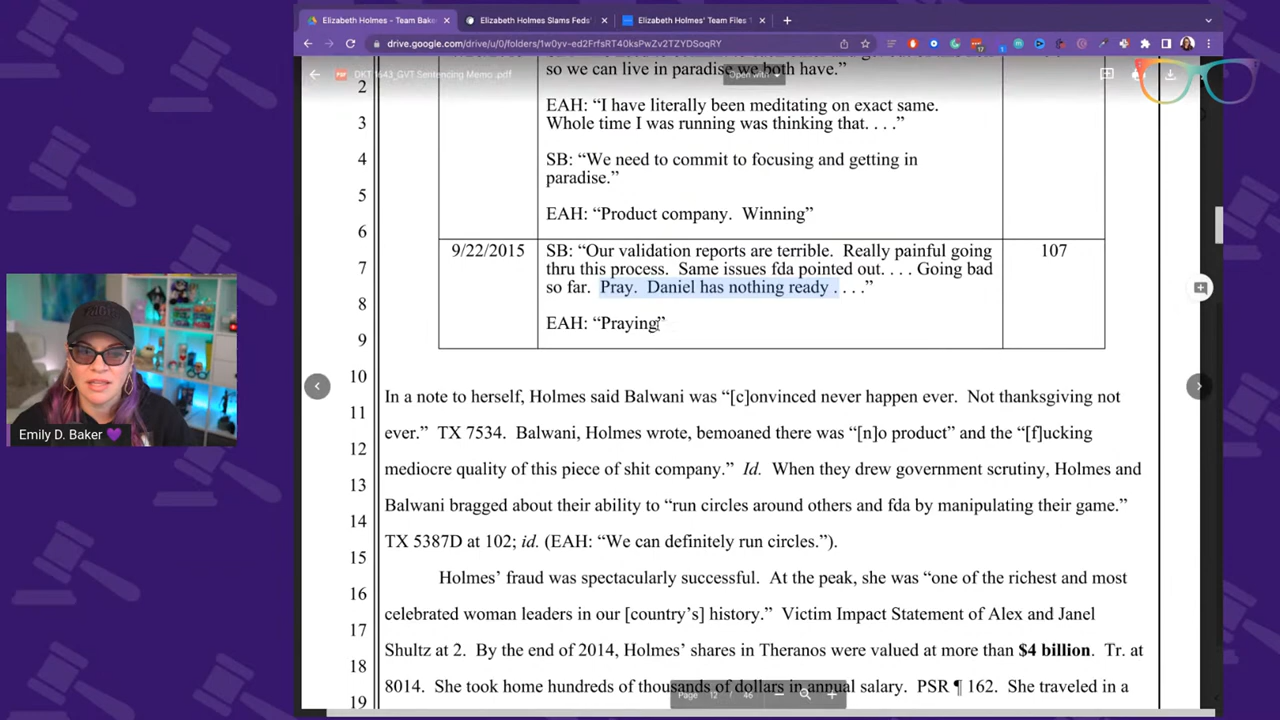 Elizabeth Holmes - Team Bake
Elizabeth Holmes Slams Feds'
Elizabeth Holmes' Team Files T
drive.google.com/drive/u/0/folders/1w0yv-ed2FrfsRT40ksPwZv2TZYDSoqRY
DKT 1643_GVT Sentencing Memo .pdf
Open with
so we can live in paradise we both have.”
2
EAH: “I have literally been meditating on exact same.
3
Whole time I was running was thinking that. . . .”
4
SB: “We need to commit to focusing and getting in
paradise.”
5
EAH: “Product company. Winning”
6
9/22/2015
SB: “Our validation reports are terrible. Really painful going
107
7
thru this process. Same issues fda pointed out. . . . Going bad
so far. Pray. Daniel has nothing ready . . . .”
8
EAH: “Praying”
9
10
In a note to herself, Holmes said Balwani was “[c]onvinced never happen ever. Not thanksgiving not
11
ever.” TX 7534. Balwani, Holmes wrote, bemoaned there was “[n]o product” and the “[f]ucking
12
mediocre quality of this piece of shit company.” Id. When they drew government scrutiny, Holmes and
13
Balwani bragged about their ability to “run circles around others and fda by manipulating their game.”
14
TX 5387D at 102; id. (EAH: “We can definitely run circles.”).
15
Holmes’ fraud was spectacularly successful. At the peak, she was “one of the richest and most
16
celebrated woman leaders in our [country’s] history.” Victim Impact Statement of Alex and Janel
17
Shultz at 2. By the end of 2014, Holmes’ shares in Theranos were valued at more than $4 billion. Tr. at
18
8014. She took home hundreds of thousands of dollars in annual salary. PSR ¶ 162. She traveled in a
19
Page 12 / 46
Emily D. Baker 💜